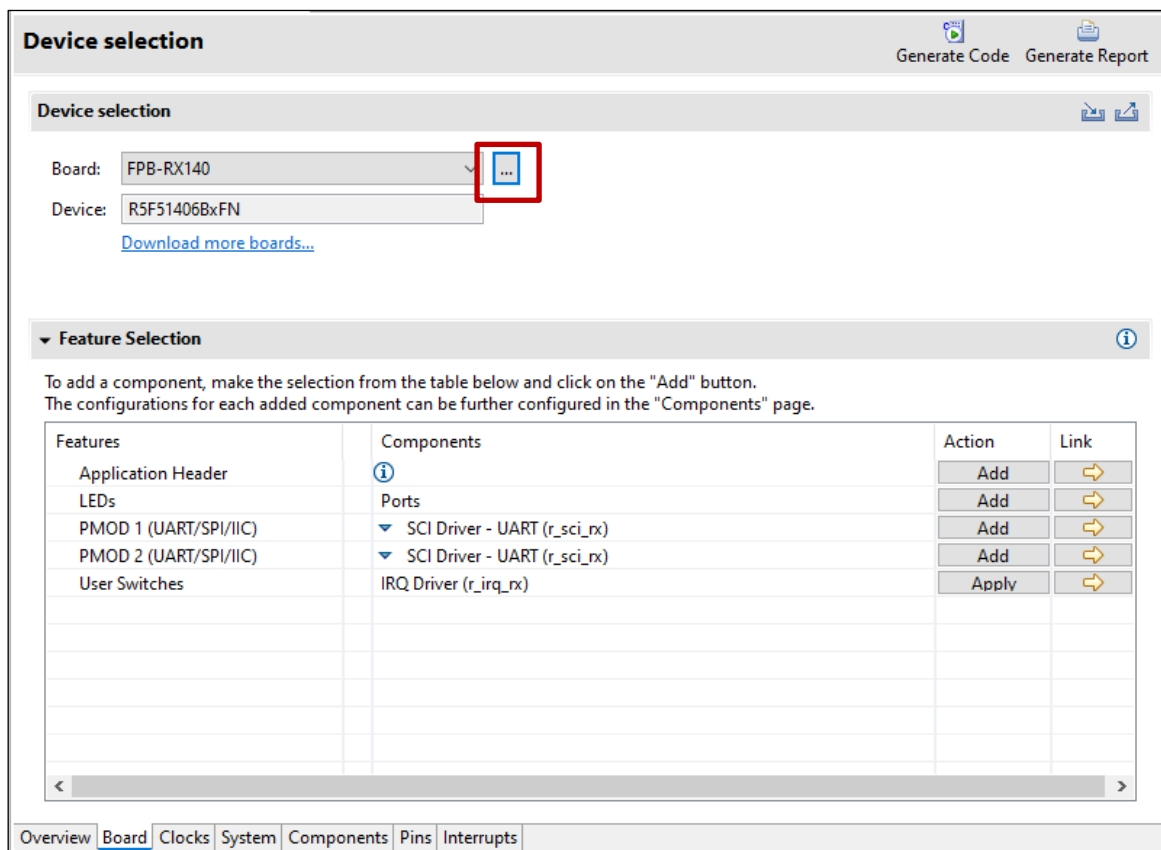 Device selection
Generate Code Generate Report
Device selection
Board: FPB-RX140 ...
Device: R5F51406BxFN
Download more boards...
Feature Selection
To add a component, make the selection from the table below and click on the "Add" button.
The configurations for each added component can be further configured in the "Components" page.
Features Components Action Link
Application Header Add
LEDs Ports Add
PMOD 1 (UART/SPI/IIC) SCI Driver - UART (r_sci_rx) Add
PMOD 2 (UART/SPI/IIC) SCI Driver - UART (r_sci_rx) Add
User Switches IRQ Driver (r_irq_rx) Apply
Overview Board Clocks System Components Pins Interrupts